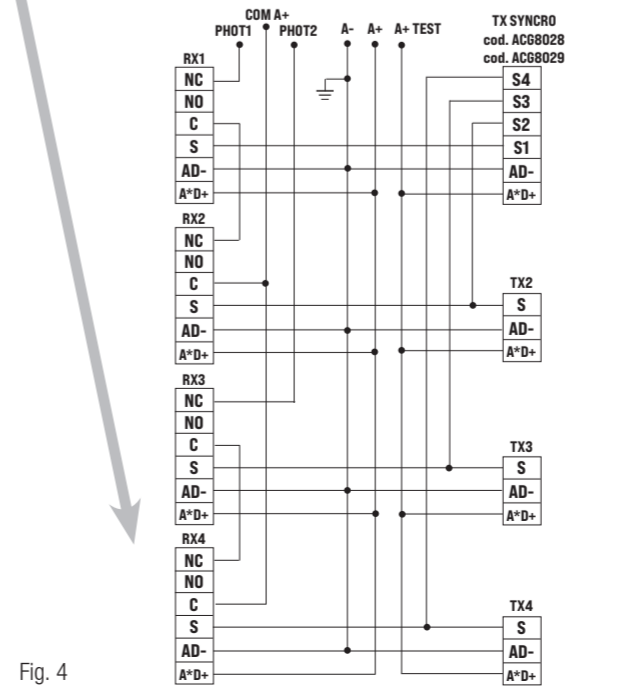 COM A+
PHOT1 PHOT2 A- A+ A+ TEST
TX SYNCRO
cod. ACG8028
cod. ACG8029
RX1
NC
NO
C
S
AD-
A*D+
S4
S3
S2
S1
AD-
A*D+
RX2
NC
NO
C
S
AD-
A*D+
TX2
S
AD-
A*D+
RX3
NC
NO
C
S
AD-
A*D+
TX3
S
AD-
A*D+
RX4
NC
NO
C
S
AD-
A*D+
TX4
S
AD-
A*D+
Fig. 4